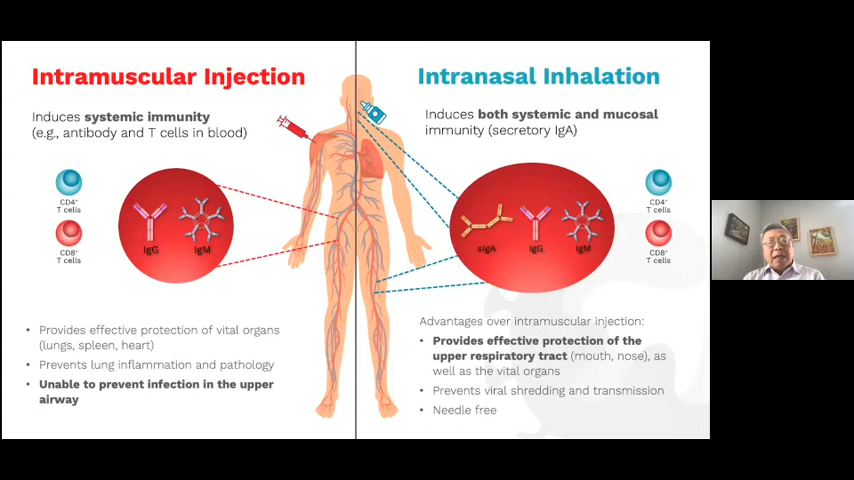 Intramuscular Injection
Induces systemic immunity
(e.g., antibody and T cells in blood)
CD4⁺
T cells
CD8⁺
T cells
IgG
IgM
• Provides effective protection of vital organs
(lungs, spleen, heart)
• Prevents lung inflammation and pathology
• Unable to prevent infection in the upper
airway
Intranasal Inhalation
Induces both systemic and mucosal
immunity (secretory IgA)
sIgA
IgG
IgM
CD4⁺
T cells
CD8⁺
T cells
Advantages over intramuscular injection:
• Provides effective protection of the
upper respiratory tract (mouth, nose), as
well as the vital organs
• Prevents viral shredding and transmission
• Needle free